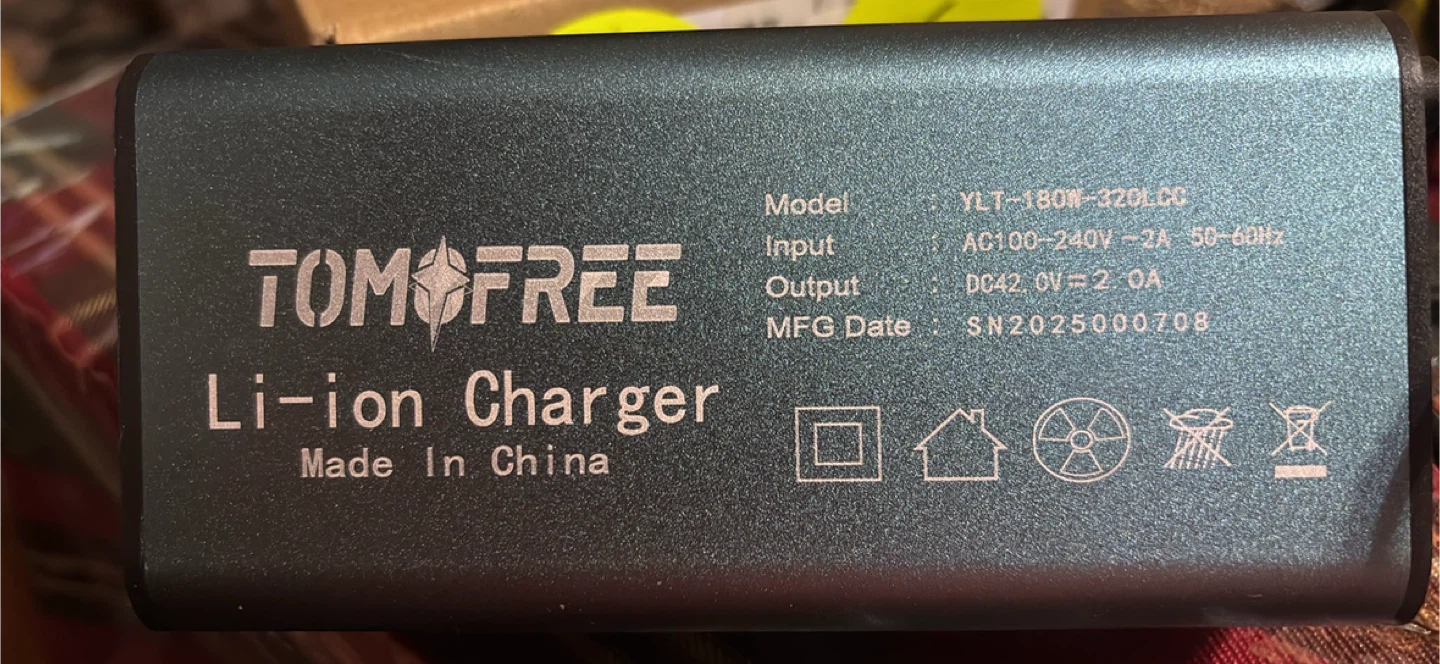 TOMOFREE
Li-ion Charger
Made In China
Model : YLT-180W-320LCC
Input : AC100-240V ~2A 50-60Hz
Output : DC42.0V=2 0A
MFG Date : SN2025000708